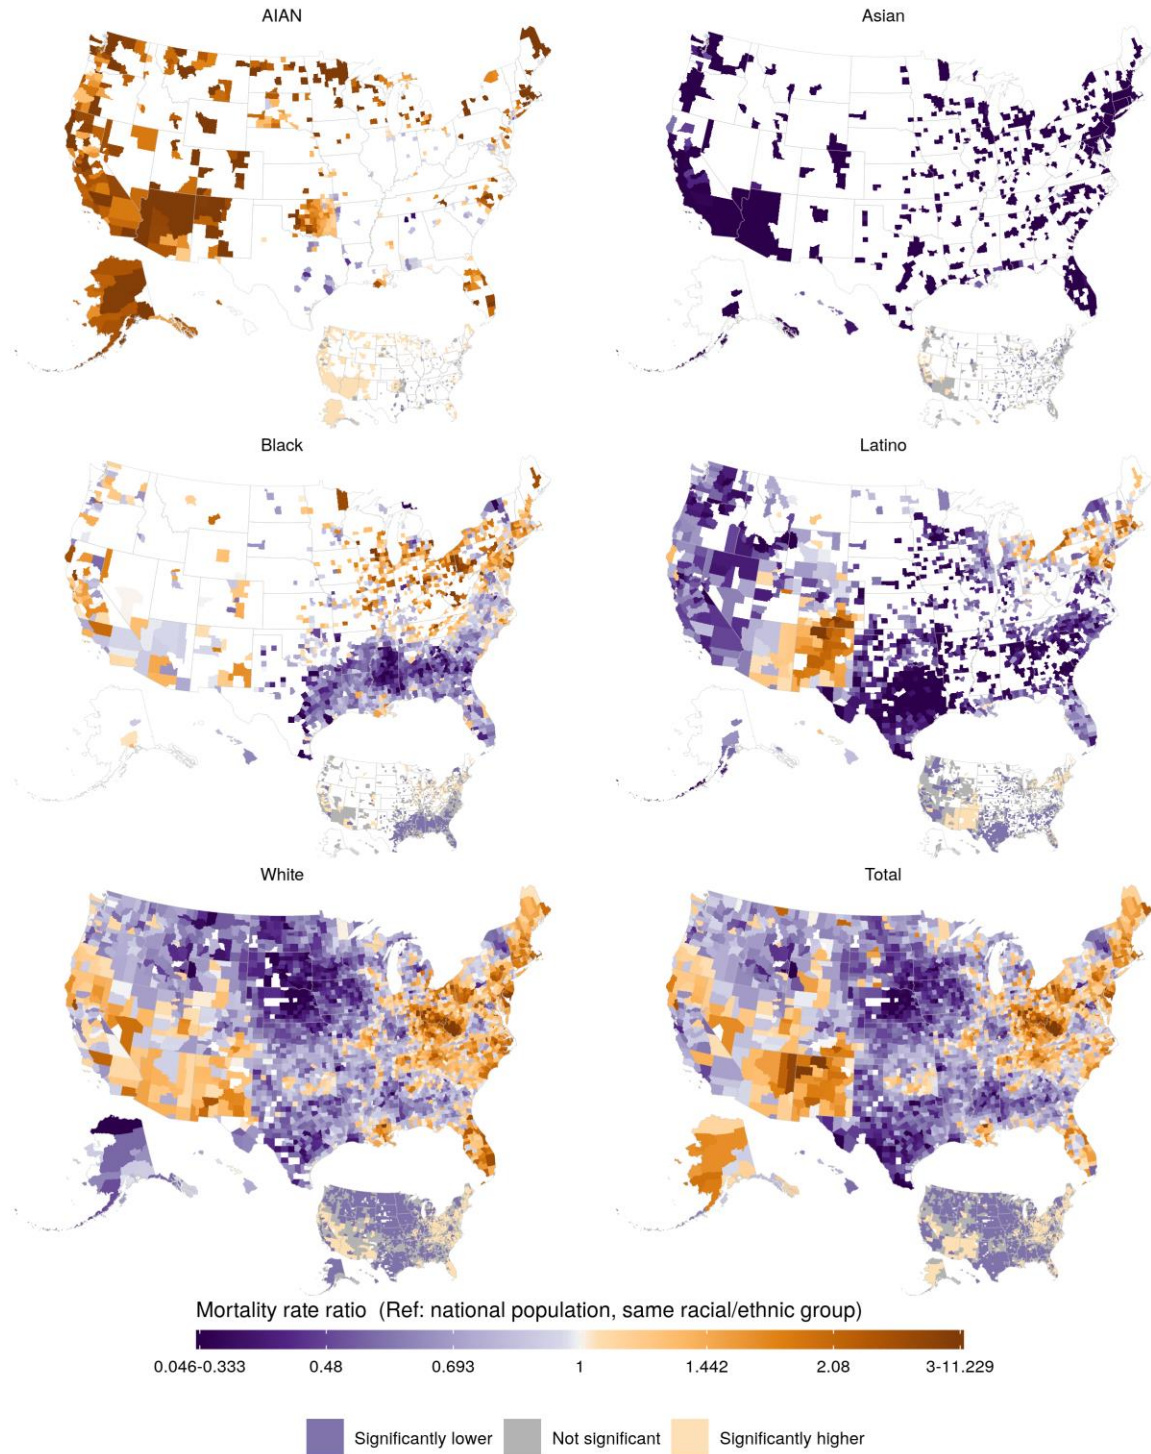 AIAN
Asian
Black
Latino
White
Total
Mortality rate ratio (Ref: national population, same racial/ethnic group)
0.046-0.333 0.48 0.693 1 1.442 2.08 3-11.229
Significantly lower Not significant Significantly higher